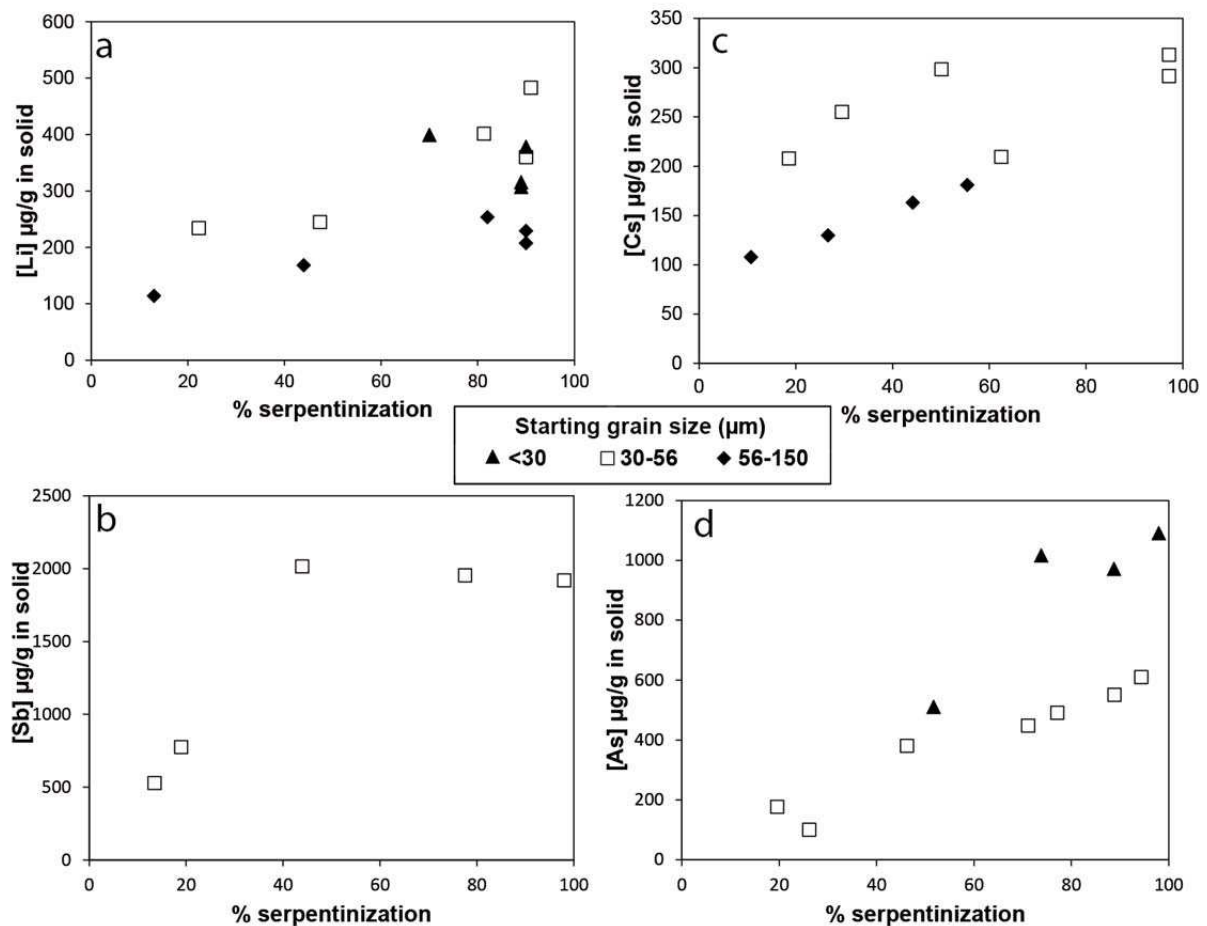 a
[Li] µg/g in solid
600
500
400
300
200
100
0
0 20 40 60 80 100
% serpentinization
c
[Cs] µg/g in solid
350
300
250
200
150
100
50
0
0 20 40 60 80 100
% serpentinization
Starting grain size (µm)
<30 30-56 56-150
b
[Sb] µg/g in solid
2500
2000
1500
1000
500
0
0 20 40 60 80 100
% serpentinization
d
[As] µg/g in solid
1200
1000
800
600
400
200
0
0 20 40 60 80 100
% serpentinization